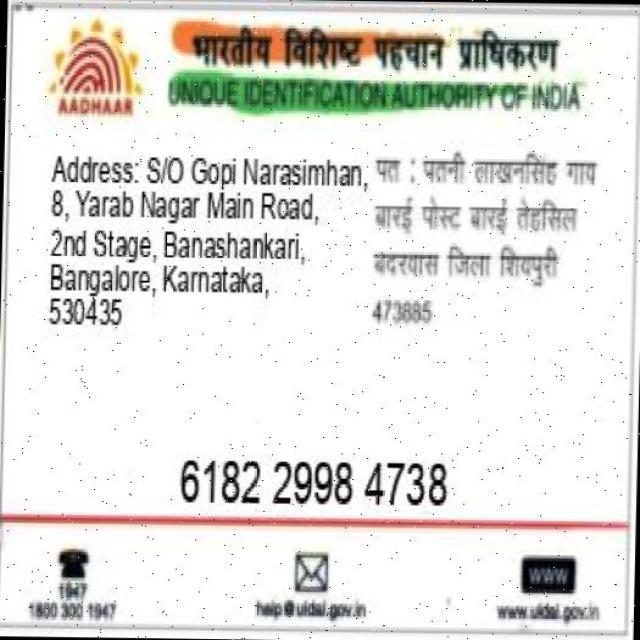 भारतीय विशिष्ट पहचान प्राधिकरण
UNIQUE IDENTIFICATION AUTHORITY OF INDIA
AADHAAR
Address: S/O Gopi Narasimhan,
8, Yarab Nagar Main Road,
2nd Stage, Banashankari,
Bangalore, Karnataka,
530435
पत : पतनी लाखनसिंह गाय
बारई पोस्ट बारई तेहसिल
बदरवास जिला शिवपुरी
473885
6182 2998 4738
1947
1800 300 1947
help@uidai.gov.in
www
www.uidai.gov.in